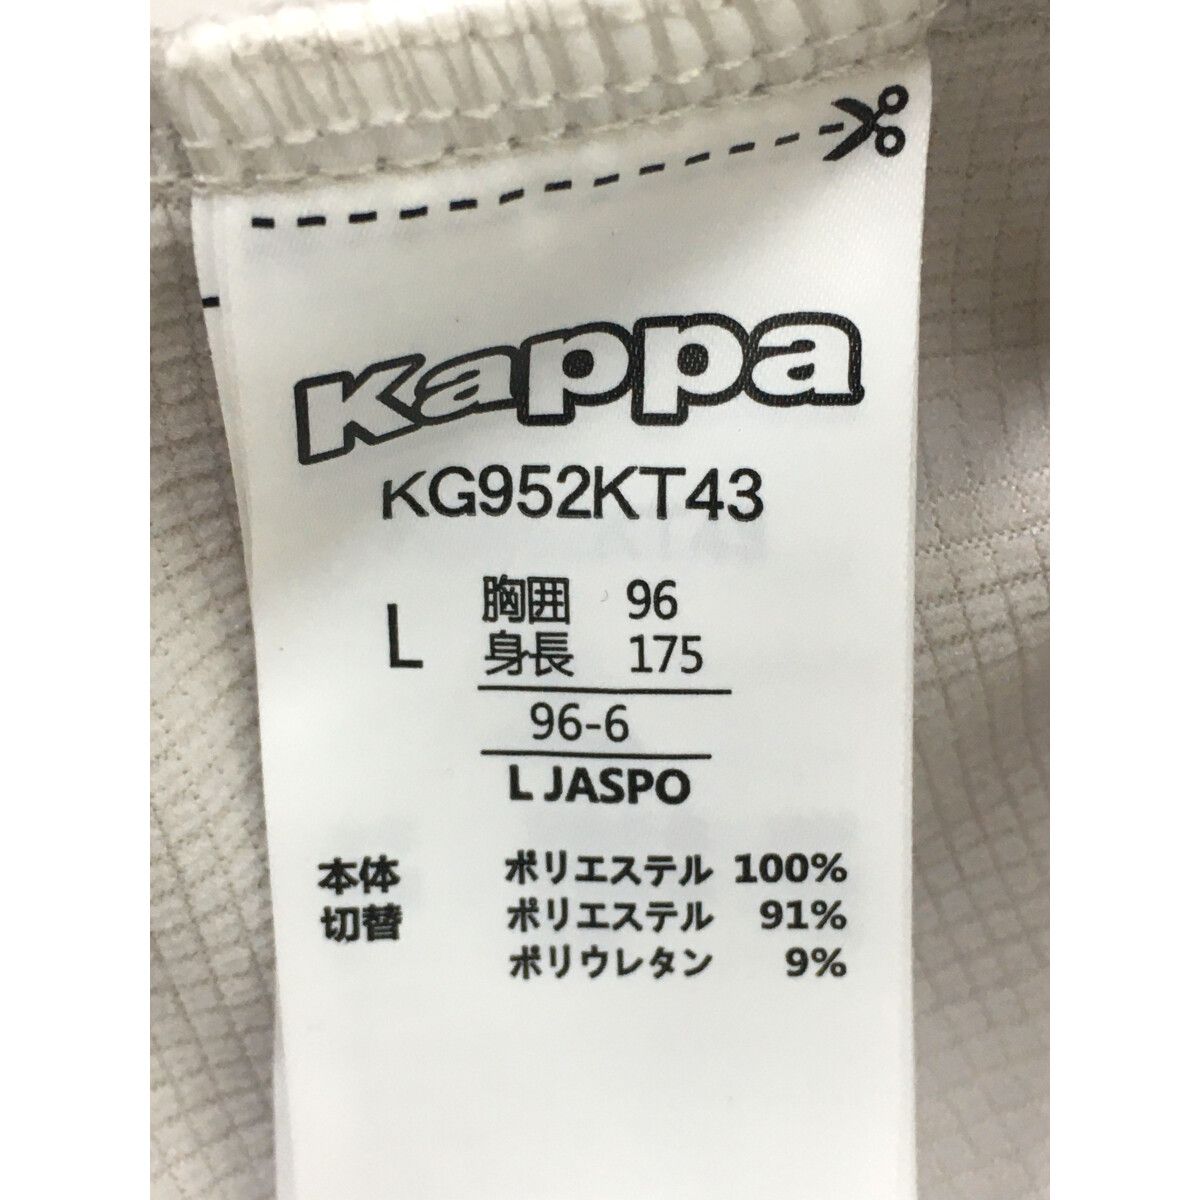 Kappa
KG952KT43
L 胸囲 96
身長 175
96-6
L JASPO
本体 ポリエステル 100%
切替 ポリエステル 91%
ポリウレタン 9%